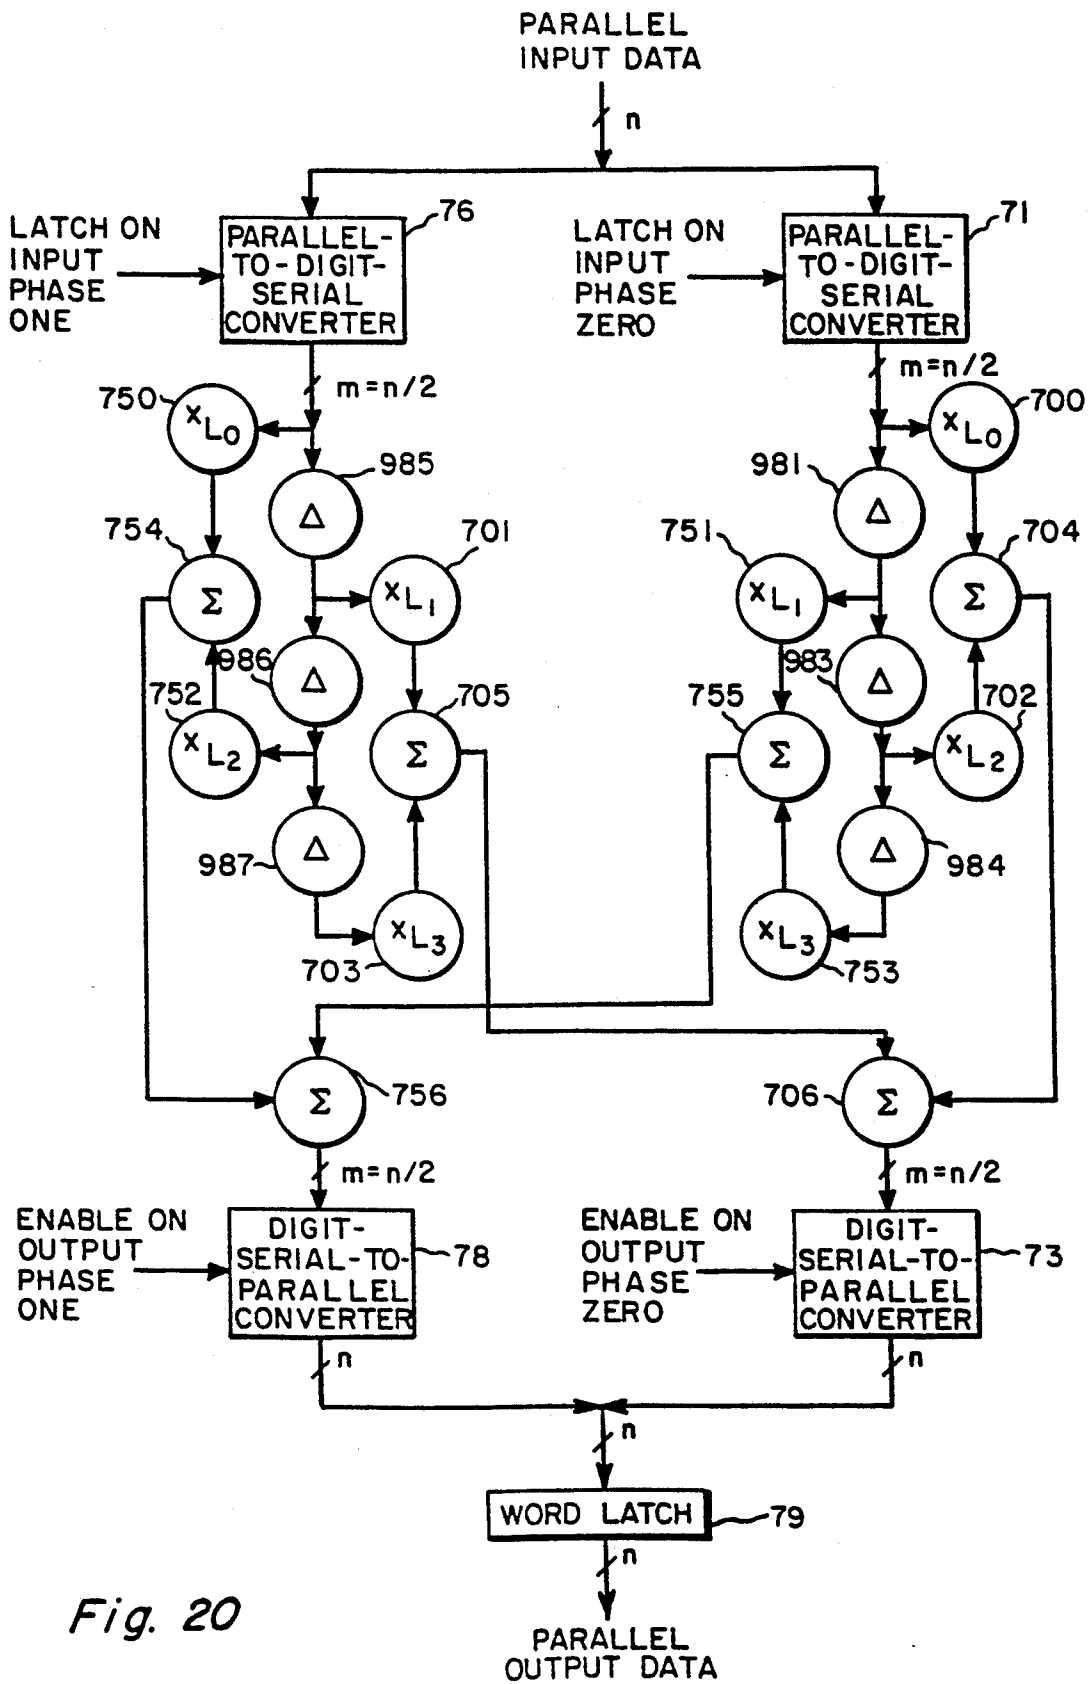 PARALLEL
INPUT DATA
n
76
71
LATCH ON
INPUT
PHASE
ONE
PARALLEL-
TO-DIGIT-
SERIAL
CONVERTER
LATCH ON
INPUT
PHASE
ZERO
PARALLEL-
TO-DIGIT-
SERIAL
CONVERTER
m=n/2
m=n/2
750
xL0
700
xL0
985
Δ
981
Δ
754
Σ
701
xL1
751
xL1
704
Σ
986
Δ
983
Δ
752
xL2
705
Σ
755
Σ
702
xL2
987
Δ
984
Δ
703
xL3
753
xL3
756
Σ
706
Σ
m=n/2
m=n/2
ENABLE ON
OUTPUT
PHASE
ONE
DIGIT-
SERIAL-TO-
PARALLEL
CONVERTER
78
ENABLE ON
OUTPUT
PHASE
ZERO
DIGIT-
SERIAL-TO-
PARALLEL
CONVERTER
73
n
n
n
WORD LATCH
79
n
Fig. 20
PARALLEL
OUTPUT DATA